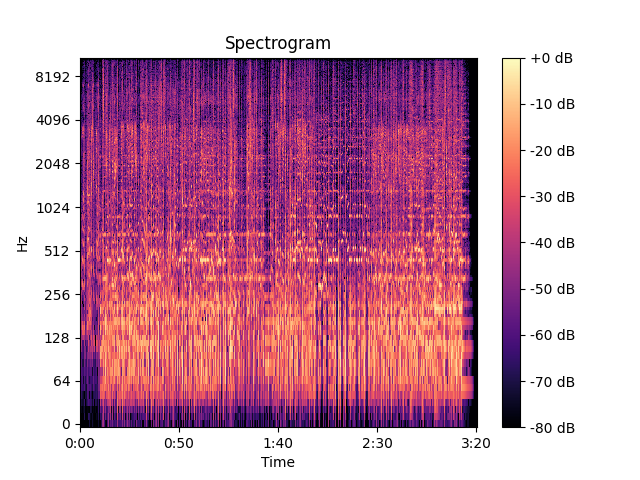 Spectrogram
Hz
8192
4096
2048
1024
512
256
128
64
0
0:00
0:50
1:40
2:30
3:20
Time
+0 dB
-10 dB
-20 dB
-30 dB
-40 dB
-50 dB
-60 dB
-70 dB
-80 dB